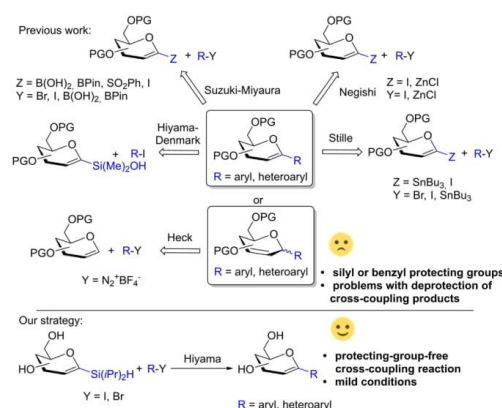 Previous work:
OPG
O
PGO
Z
+ R-Y
Z = B(OH)2, BPin, SO2Ph, I
Y = Br, I, B(OH)2, BPin
Suzuki-Miyaura
OPG
O
PGO
Z
+ R-Y
Z = I, ZnCl
Y= I, ZnCl
Negishi
OPG
O
PGO
Si(Me)2OH
+ R-I
Hiyama-
Denmark
OPG
O
PGO
R
R = aryl, heteroaryl
Stille
OPG
O
PGO
Z
+ R-Y
Z = SnBu3, I
Y = Br, I, SnBu3
or
OPG
O
PGO
+ R-Y
Y = N2+BF4-
Heck
OPG
O
PGO
R
R = aryl, heteroaryl
• silyl or benzyl protecting groups
• problems with deprotection of
cross-coupling products
Our strategy:
HO
O
HO
Si(iPr)2H
+ R-Y
Y = I, Br
Hiyama
OH
O
HO
R
R = aryl, heteroaryl
• protecting-group-free
cross-coupling reaction
• mild conditions